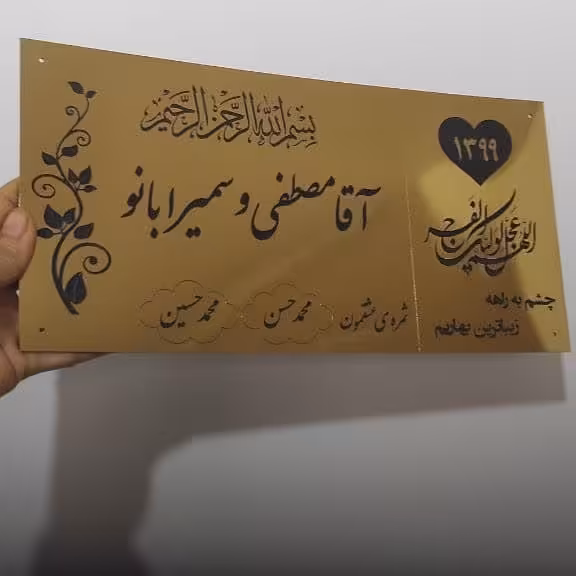 بسم الله الرحمن الرحیم
آقا مصطفی و سمیرا بانو
ثمره ی عشقمون
محمد حسن
محمد حسین
۱۳۹۹
اللهم عجل لولیک الفرج
چشم به راهه
زیباترین بهاریم